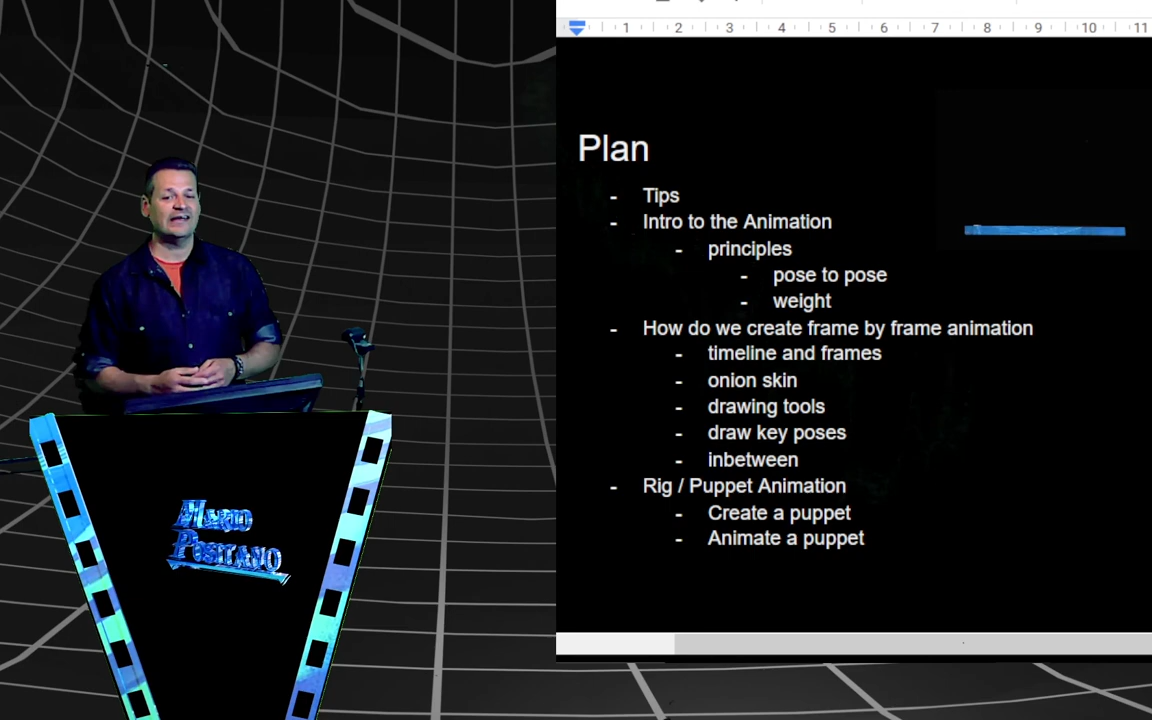 1 2 3 4 5 6 7 8 9 10 11
Plan
- Tips
- Intro to the Animation
- principles
- pose to pose
- weight
- How do we create frame by frame animation
- timeline and frames
- onion skin
- drawing tools
- draw key poses
- inbetween
- Rig / Puppet Animation
- Create a puppet
- Animate a puppet
MARIO
POSITANO